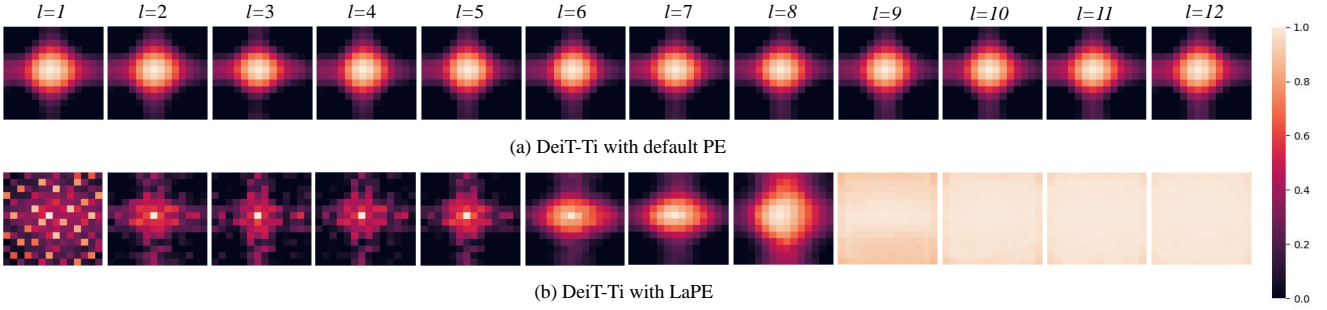 l=1 l=2 l=3 l=4 l=5 l=6 l=7 l=8 l=9 l=10 l=11 l=12
1.0
0.8
(a) DeiT-Ti with default PE
0.6
0.4
0.2
(b) DeiT-Ti with LaPE
0.0